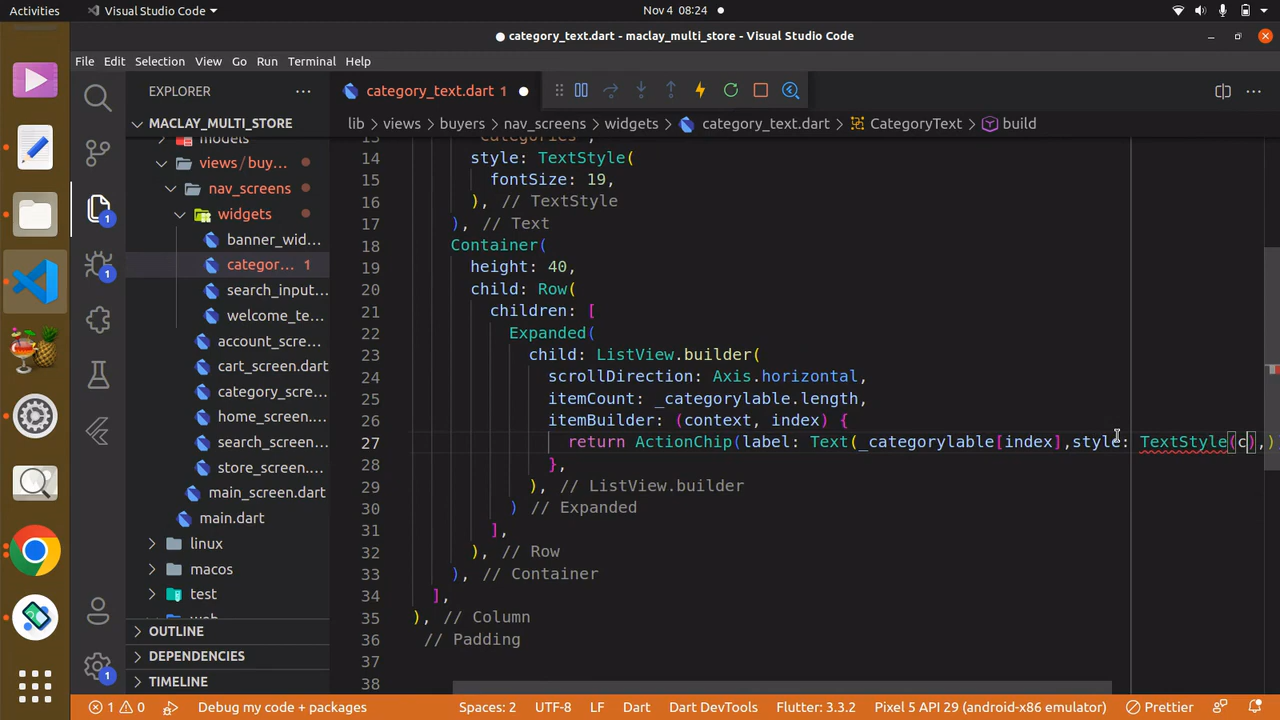 Activities
Visual Studio Code
Nov 4 08:24
category_text.dart - maclay_multi_store - Visual Studio Code
File Edit Selection View Go Run Terminal Help
EXPLORER
category_text.dart 1
MACLAY_MULTI_STORE
models
views / buy...
nav_screens
widgets
banner_wid...
categor... 1
search_input...
welcome_te...
account_scre...
cart_screen.dart
category_scre...
home_screen....
search_screen...
store_screen....
main_screen.dart
main.dart
linux
macos
test
web
OUTLINE
DEPENDENCIES
TIMELINE
lib > views > buyers > nav_screens > widgets > category_text.dart > CategoryText > build
13 'Categories',
14 style: TextStyle(
15 fontSize: 19,
16 ), // TextStyle
17 ), // Text
18 Container(
19 height: 40,
20 child: Row(
21 children: [
22 Expanded(
23 child: ListView.builder(
24 scrollDirection: Axis.horizontal,
25 itemCount: _categorylable.length,
26 itemBuilder: (context, index) {
27 return ActionChip(label: Text(_categorylable[index],style: TextStyle(c),)
28 },
29 ), // ListView.builder
30 ) // Expanded
31 ],
32 ), // Row
33 ), // Container
34 ],
35 ), // Column
36 // Padding
37
38
1
1
1 0
Debug my code + packages
Spaces: 2
UTF-8
LF
Dart
Dart DevTools
Flutter: 3.3.2
Pixel 5 API 29 (android-x86 emulator)
Prettier